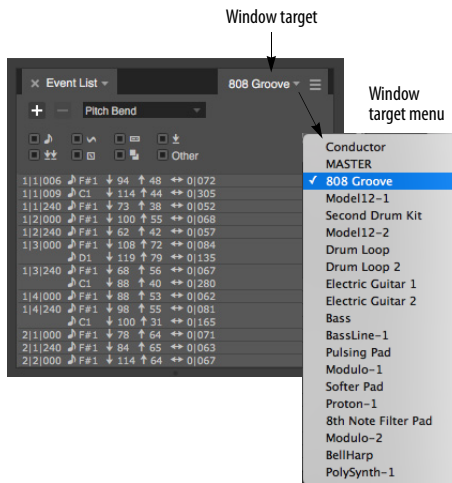 Window target
× Event List
808 Groove
Window
target menu
+ − Pitch Bend
Other
1|1|006 F#1 94 48 0|072
1|1|009 C1 114 44 0|305
1|1|240 F#1 73 38 0|052
1|2|000 F#1 100 55 0|068
1|2|240 F#1 62 42 0|057
1|3|000 F#1 108 72 0|084
D1 119 79 0|135
1|3|240 F#1 68 56 0|067
C1 88 40 0|280
1|4|000 F#1 88 53 0|062
1|4|240 F#1 98 55 0|081
C1 100 31 0|165
2|1|000 F#1 78 64 0|071
2|1|240 F#1 84 65 0|063
2|2|000 F#1 114 64 0|067
Conductor
MASTER
✓ 808 Groove
Model12-1
Second Drum Kit
Model12-2
Drum Loop
Drum Loop 2
Electric Guitar 1
Electric Guitar 2
Bass
BassLine-1
Pulsing Pad
Modulo-1
Softer Pad
Proton-1
8th Note Filter Pad
Modulo-2
BellHarp
PolySynth-1